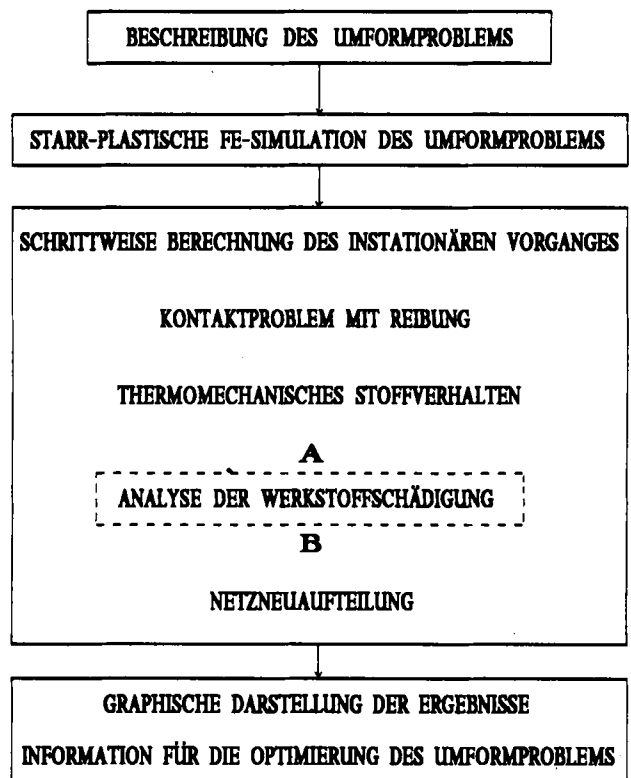 BESCHREIBUNG DES UMFORMPROBLEMS
STARR-PLASTISCHE FE-SIMULATION DES UMFORMPROBLEMS
SCHRITTWEISE BERECHNUNG DES INSTATIONÄREN VORGANGES
KONTAKTPROBLEM MIT REIBUNG
THERMOMECHANISCHES STOFFVERHALTEN
A
ANALYSE DER WERKSTOFFSCHÄDIGUNG
B
NETZNEUAUFTEILUNG
GRAPHISCHE DARSTELLUNG DER ERGEBNISSE
INFORMATION FÜR DIE OPTIMIERUNG DES UMFORMPROBLEMS